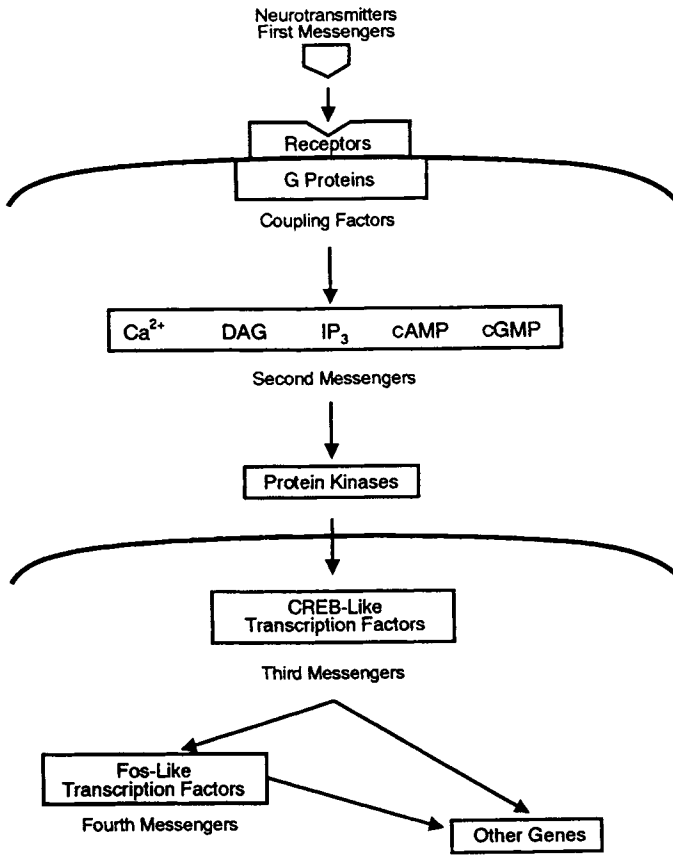 Neurotransmitters
First Messengers
Receptors
G Proteins
Coupling Factors
Ca²⁺ DAG IP₃ cAMP cGMP
Second Messengers
Protein Kinases
CREB-Like
Transcription Factors
Third Messengers
Fos-Like
Transcription Factors
Fourth Messengers
Other Genes